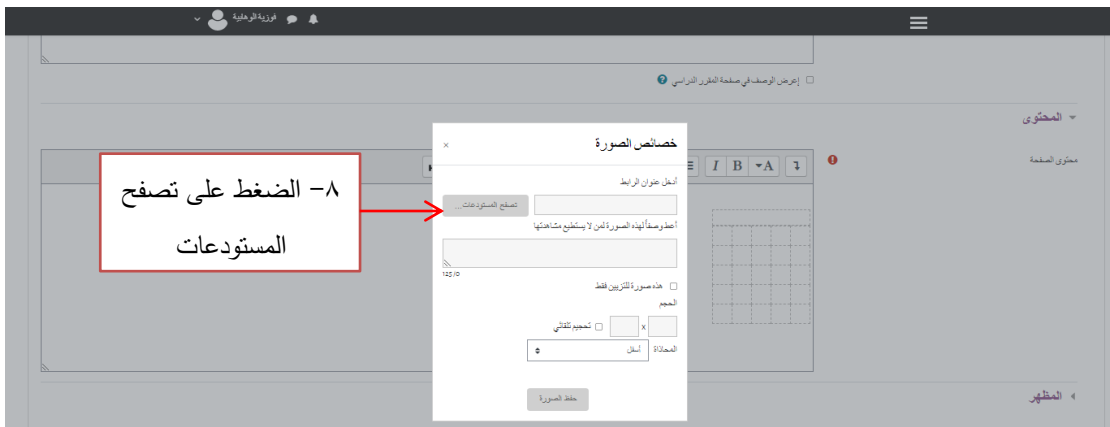 فوزية الوهابية
إعرض الوصف في صفحة المقرر الدراسي
المحتوى
محتوى الصفحة
I B A
خصائص الصورة ×
أدخل عنوان الرابط
تصفح المستودعات...
أعط وصفاً لهذه الصورة لمن لا يستطيع مشاهدتها
125/0
هذه صورة للتزيين فقط
الحجم
x تحجيم تلقائي
المحاذاة أسفل
حفظ الصورة
٨- الضغط على تصفح
المستودعات
المظهر